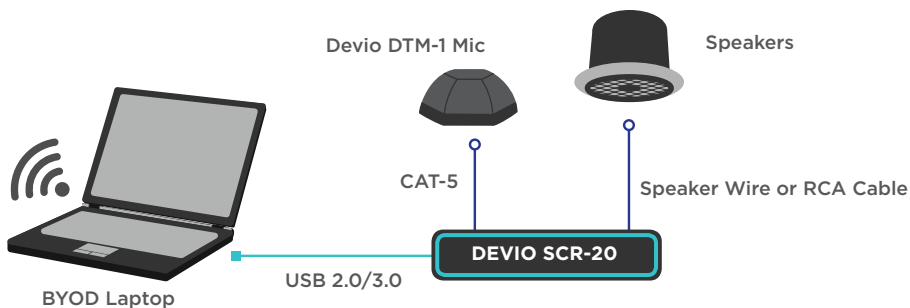 Devio DTM-1 Mic
Speakers
CAT-5
Speaker Wire or RCA Cable
DEVIO SCR-20
USB 2.0/3.0
BYOD Laptop